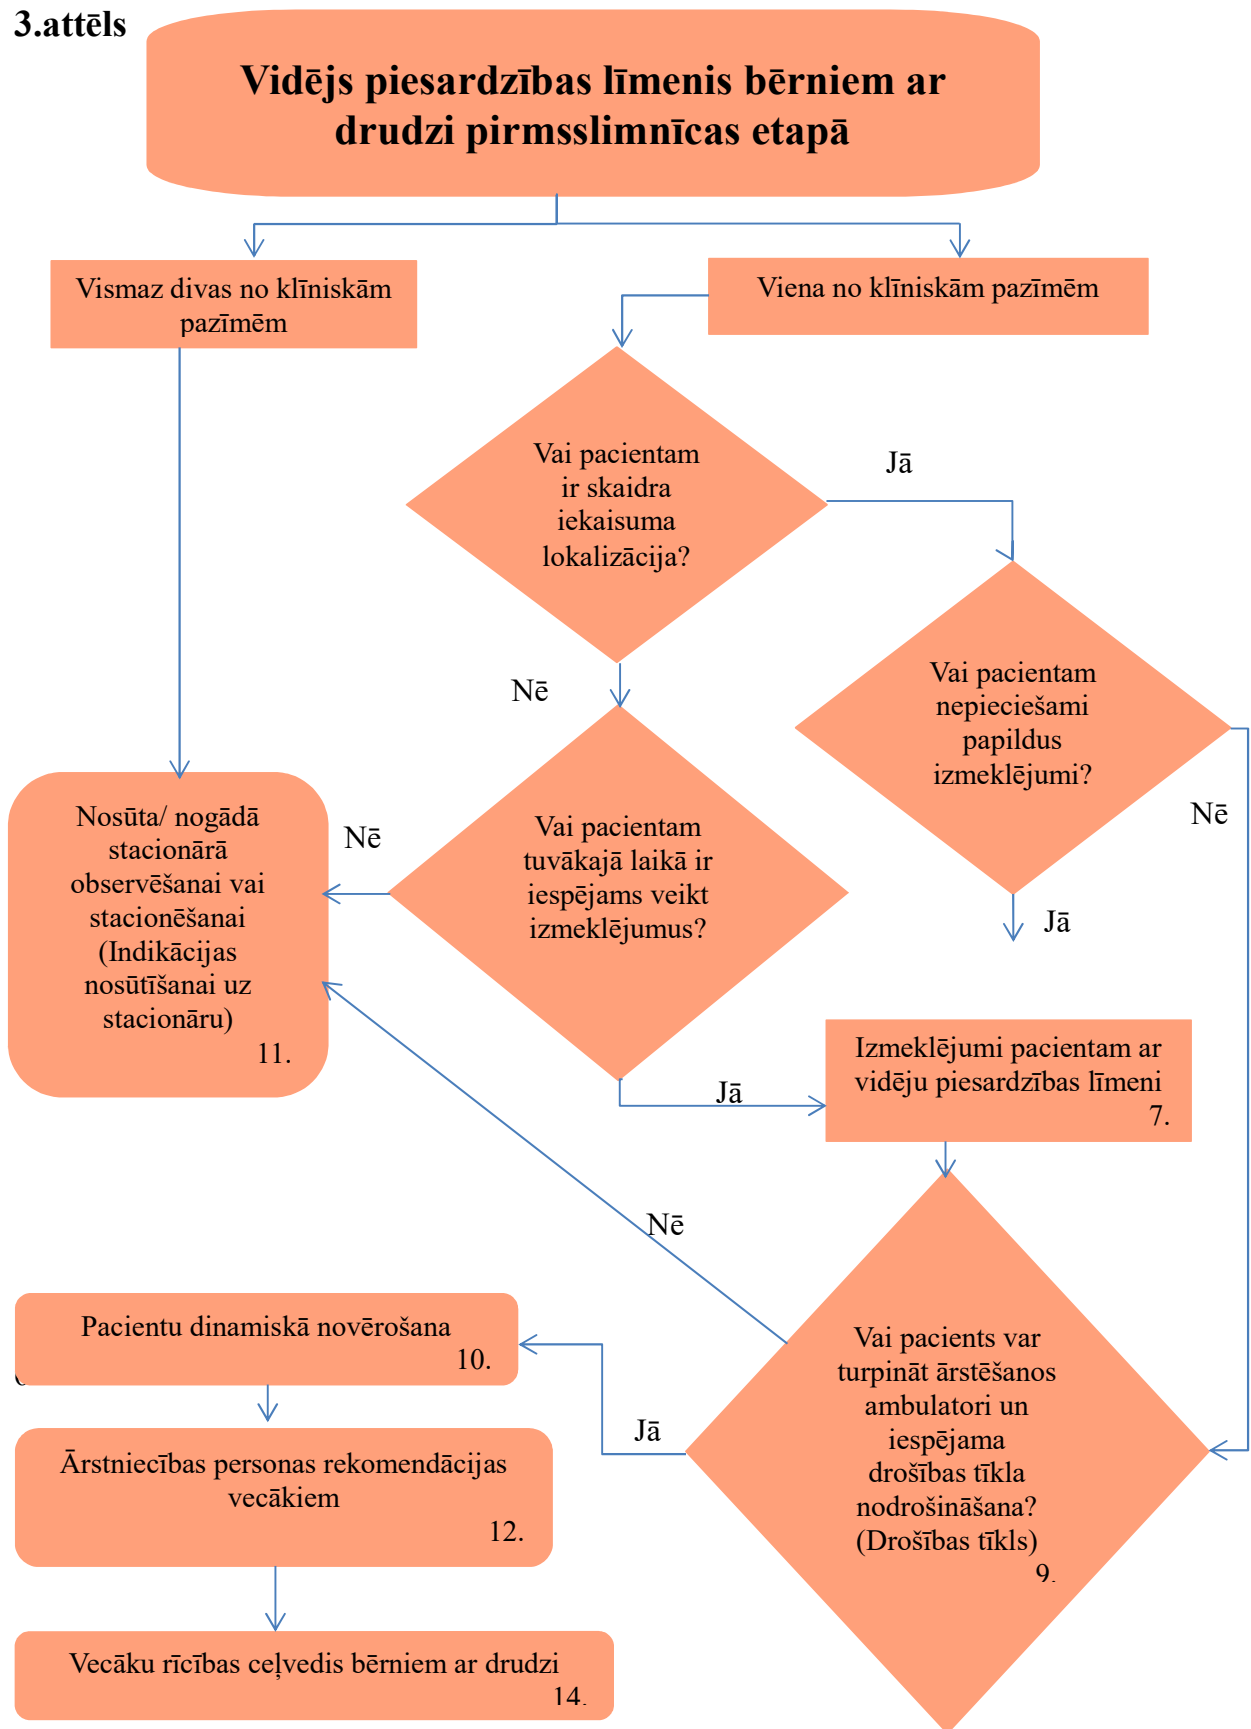 3.attēls
Vidējs piesardzības līmenis bērniem ar
drudzi pirmsslimnīcas etapā
Vismaz divas no klīniskām
pazīmēm
Viena no klīniskām pazīmēm
Vai pacientam
ir skaidra
iekaisuma
lokalizācija?
Jā
Nē
Vai pacientam
nepieciešami
papildus
izmeklējumi?
Nē
Jā
Vai pacientam
tuvākajā laikā ir
iespējams veikt
izmeklējumus?
Nē
Jā
Nosūta/ nogādā
stacionārā
observēšanai vai
stacionēšanai
(Indikācijas
nosūtīšanai uz
stacionāru)
11.
Izmeklējumi pacientam ar
vidēju piesardzības līmeni
7.
Nē
Vai pacients var
turpināt ārstēšanos
ambulatori un
iespējama
drošības tīkla
nodrošināšana?
(Drošības tīkls)
9.
Jā
Pacientu dinamiskā novērošana
10.
Ārstniecības personas rekomendācijas
vecākiem
12.
Vecāku rīcības ceļvedis bērniem ar drudzi
14.